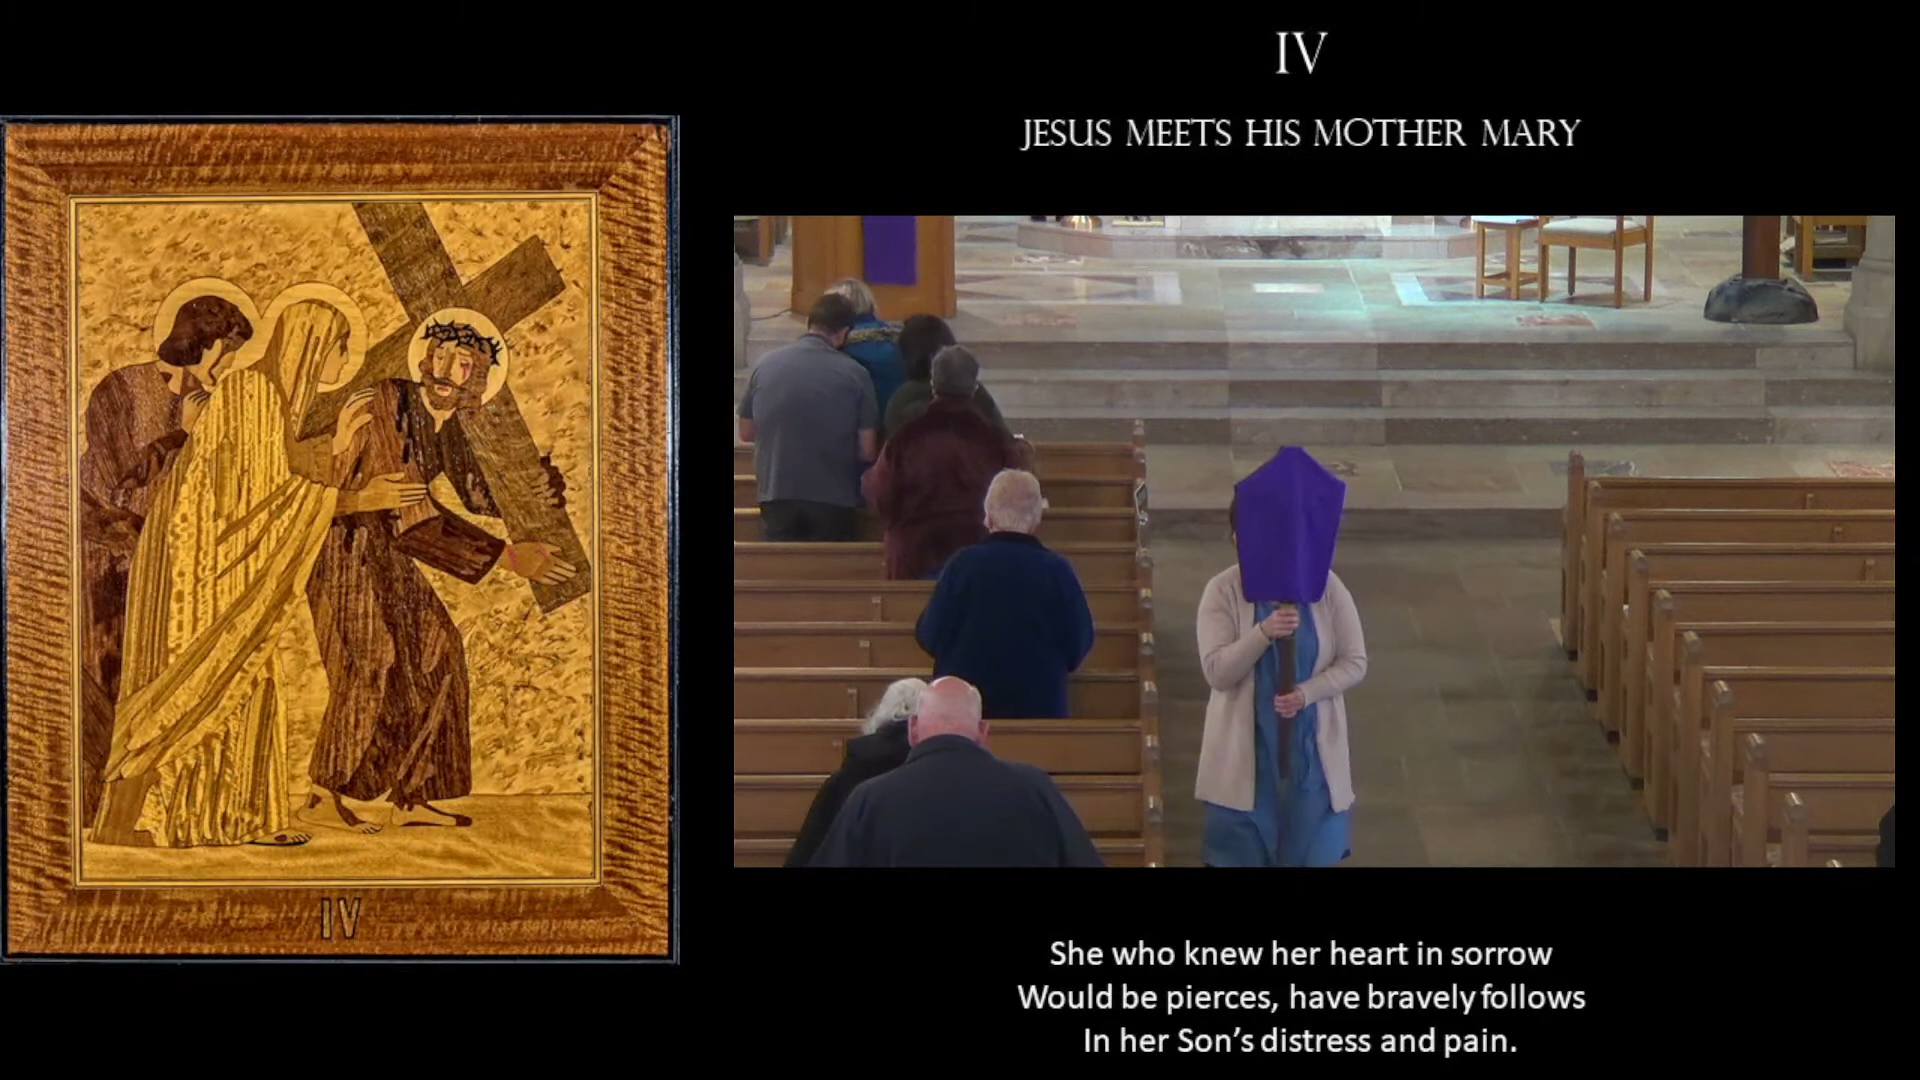 IV
JESUS MEETS HIS MOTHER MARY
IV
She who knew her heart in sorrow
Would be pierces, have bravely follows
In her Son’s distress and pain.